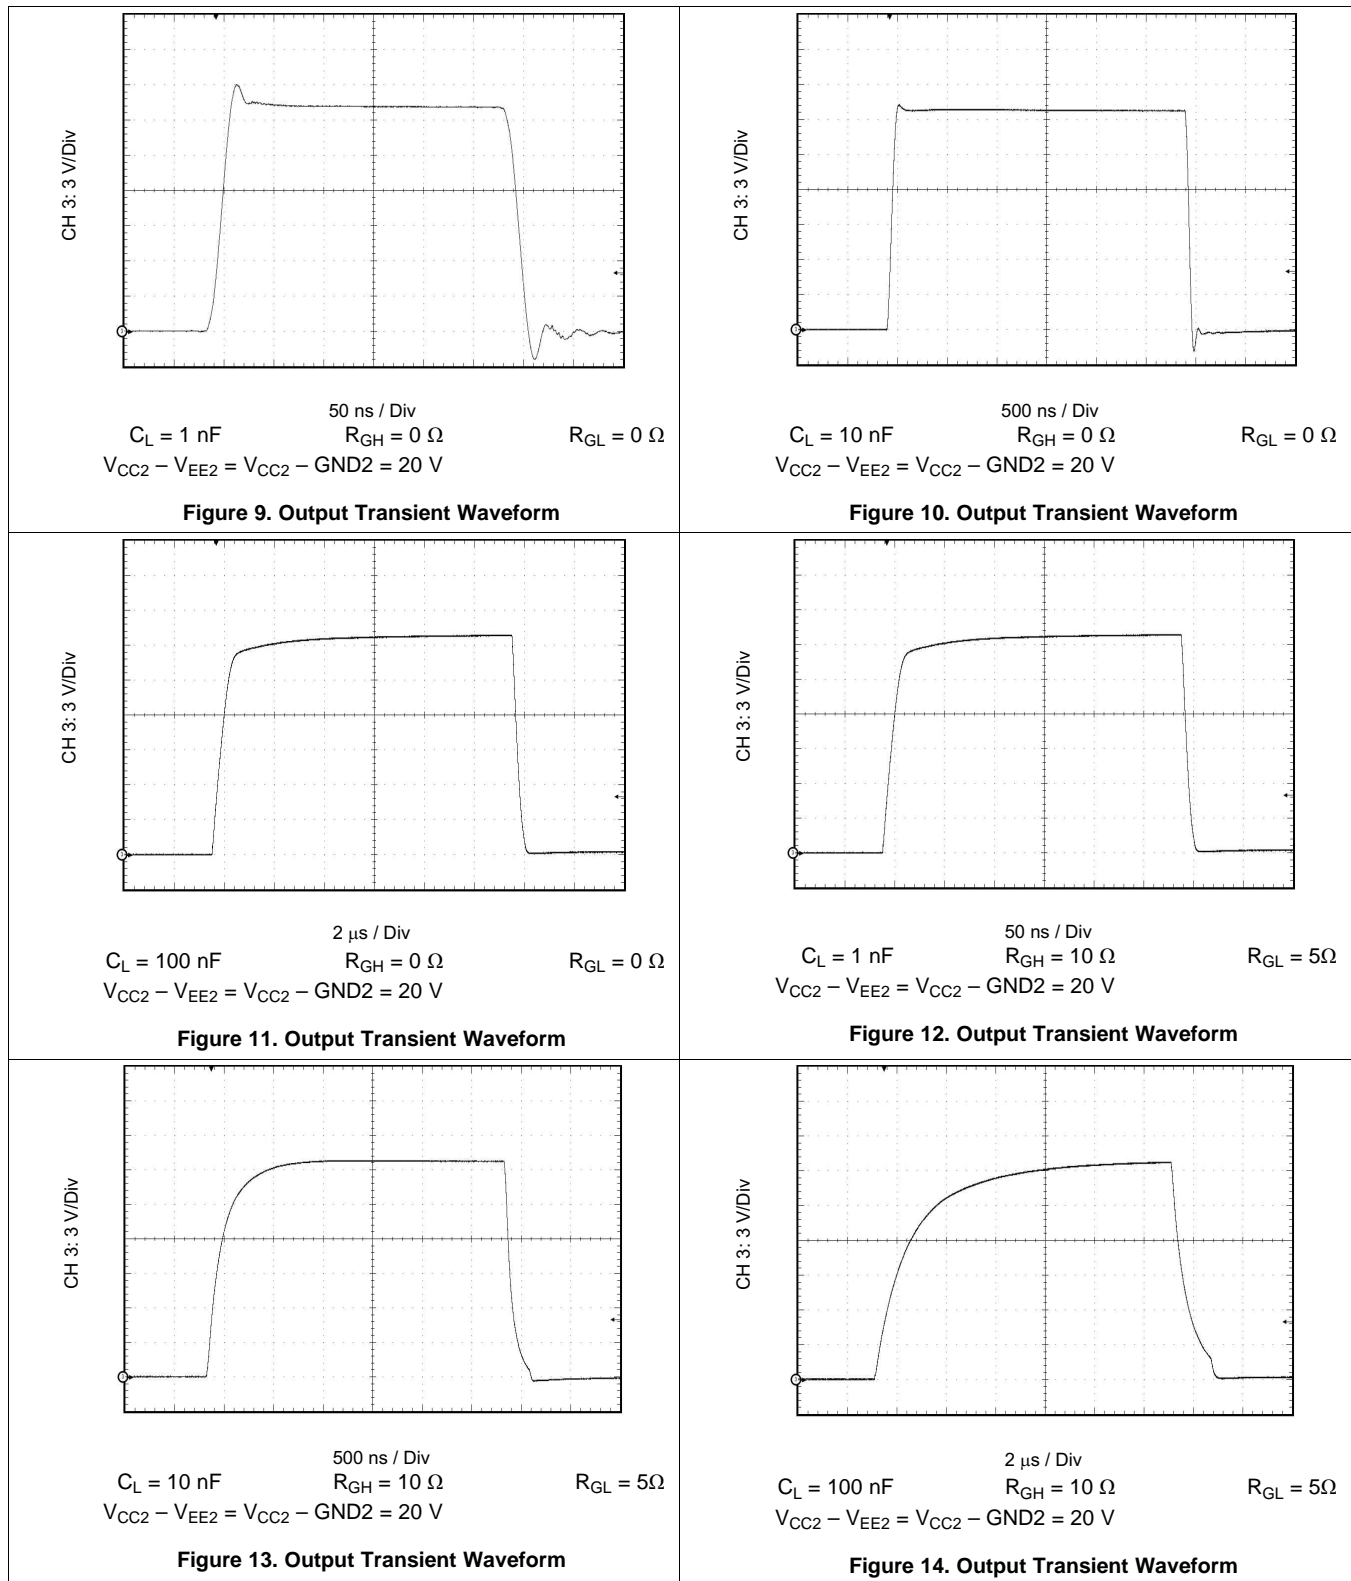 CH 3: 3 V/Div
50 ns / Div
C_L = 1 nF R_GH = 0 Ω R_GL = 0 Ω
V_CC2 – V_EE2 = V_CC2 – GND2 = 20 V
Figure 9. Output Transient Waveform
CH 3: 3 V/Div
500 ns / Div
C_L = 10 nF R_GH = 0 Ω R_GL = 0 Ω
V_CC2 – V_EE2 = V_CC2 – GND2 = 20 V
Figure 10. Output Transient Waveform
CH 3: 3 V/Div
2 μs / Div
C_L = 100 nF R_GH = 0 Ω R_GL = 0 Ω
V_CC2 – V_EE2 = V_CC2 – GND2 = 20 V
Figure 11. Output Transient Waveform
CH 3: 3 V/Div
50 ns / Div
C_L = 1 nF R_GH = 10 Ω R_GL = 5Ω
V_CC2 – V_EE2 = V_CC2 – GND2 = 20 V
Figure 12. Output Transient Waveform
CH 3: 3 V/Div
500 ns / Div
C_L = 10 nF R_GH = 10 Ω R_GL = 5Ω
V_CC2 – V_EE2 = V_CC2 – GND2 = 20 V
Figure 13. Output Transient Waveform
CH 3: 3 V/Div
2 μs / Div
C_L = 100 nF R_GH = 10 Ω R_GL = 5Ω
V_CC2 – V_EE2 = V_CC2 – GND2 = 20 V
Figure 14. Output Transient Waveform